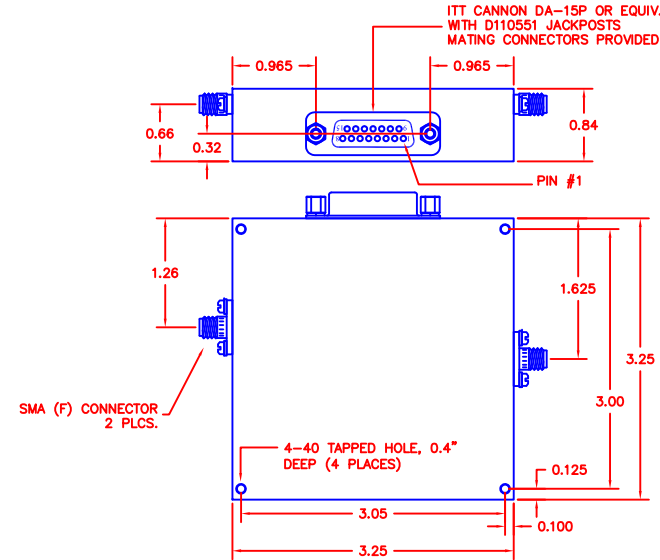 ITT CANNON DA-15P OR EQUIV.
WITH D110551 JACKPOSTS
MATING CONNECTORS PROVIDED
0.965
0.965
0.66
0.32
0.84
PIN #1
1.26
1.625
3.25
3.00
SMA (F) CONNECTOR
2 PLCS.
4-40 TAPPED HOLE, 0.4"
DEEP (4 PLACES)
0.125
3.05
0.100
3.25